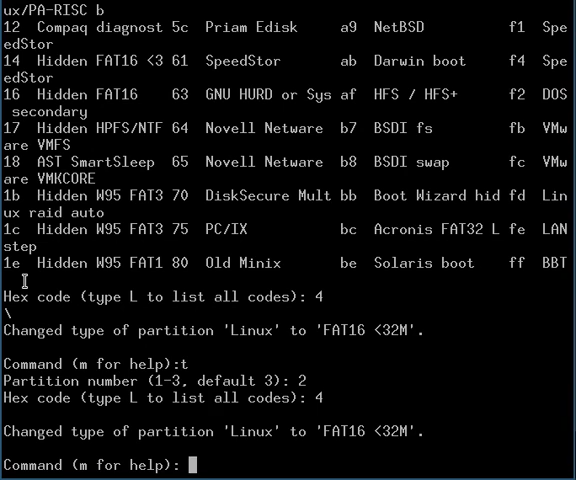 ux/PA-RISC b
12  Compaq diagnost 5c  Priam Edisk     a9  NetBSD          f1  Spe
edStor
14  Hidden FAT16 <3 61  SpeedStor       ab  Darwin boot     f4  Spe
edStor
16  Hidden FAT16    63  GNU HURD or Sys af  HFS / HFS+      f2  DOS
 secondary
17  Hidden HPFS/NTF 64  Novell Netware  b7  BSDI fs         fb  VMw
are VMFS
18  AST SmartSleep  65  Novell Netware  b8  BSDI swap       fc  VMw
are VMKCORE
1b  Hidden W95 FAT3 70  DiskSecure Mult bb  Boot Wizard hid fd  Lin
ux raid auto
1c  Hidden W95 FAT3 75  PC/IX           bc  Acronis FAT32 L fe  LAN
step
1e  Hidden W95 FAT1 80  Old Minix       be  Solaris boot    ff  BBT
Hex code (type L to list all codes): 4
\
Changed type of partition 'Linux' to 'FAT16 <32M'.
Command (m for help):t
Partition number (1-3, default 3): 2
Hex code (type L to list all codes): 4
Changed type of partition 'Linux' to 'FAT16 <32M'.
Command (m for help):